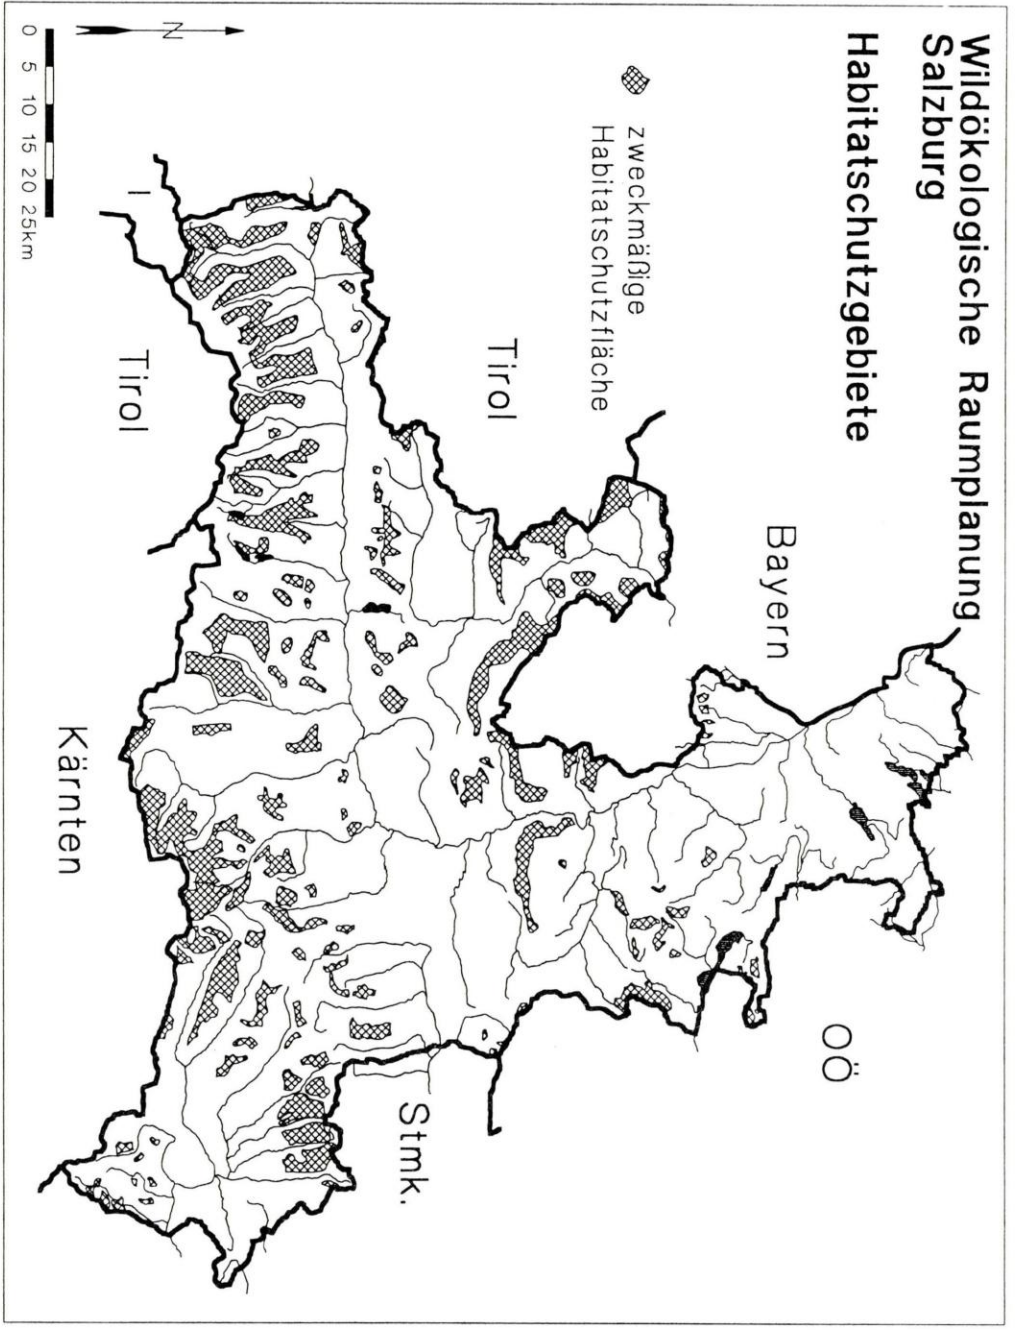 Wildökologische Raumplanung
Salzburg
Habitatschutzgebiete
zweckmäßige
Habitatschutzfläche
Bayern
OÖ
Tirol
Stmk.
Tirol
Kärnten
I
N
0 5 10 15 20 25km